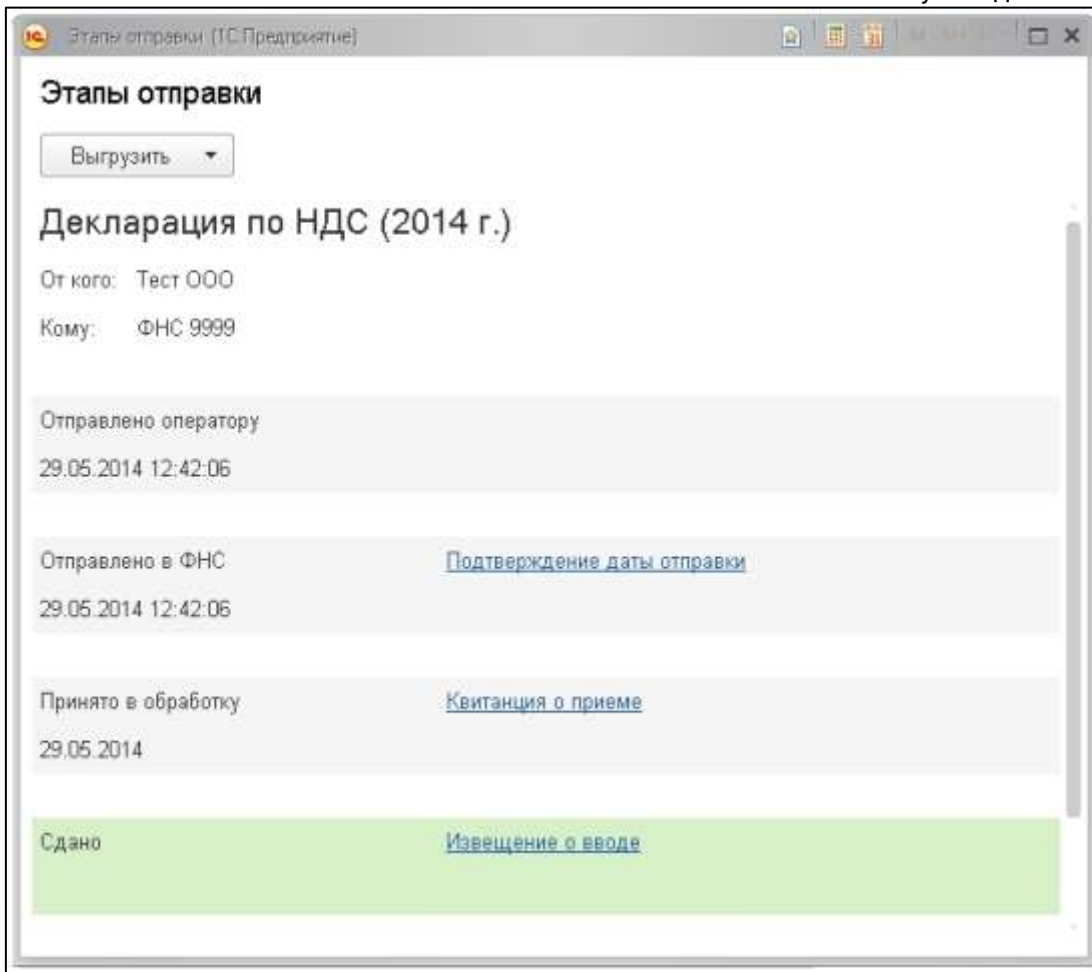 Этапы отправки (1С:Предприятие)
Этапы отправки
Выгрузить
Декларация по НДС (2014 г.)
От кого: Тест ООО
Кому: ФНС 9999
Отправлено оператору
29.05.2014 12:42:06
Отправлено в ФНС Подтверждение даты отправки
29.05.2014 12:42:06
Принято в обработку Квитанция о приеме
29.05.2014
Сдано Извещение о вводе